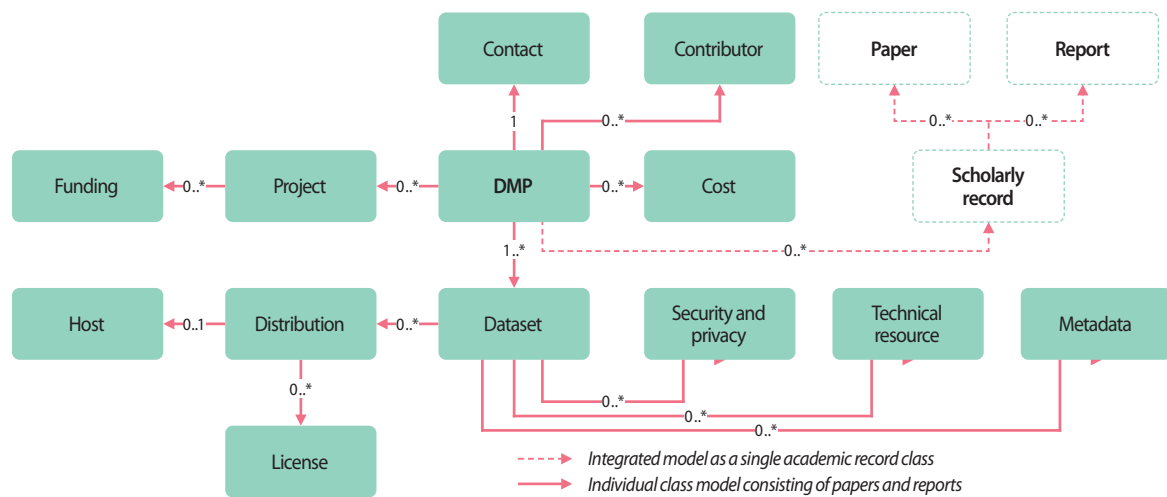 Contact
Contributor
Paper
Report
1
0..*
0..*
0..*
Funding
0..*
Project
0..*
DMP
0..*
Cost
Scholarly
record
1..*
0..*
Host
0..1
Distribution
0..*
Dataset
Security and
privacy
Technical
resource
Metadada
0..*
0..*
0..*
0..*
License
Integrated model as a single academic record class
Individual class model consisting of papers and reports